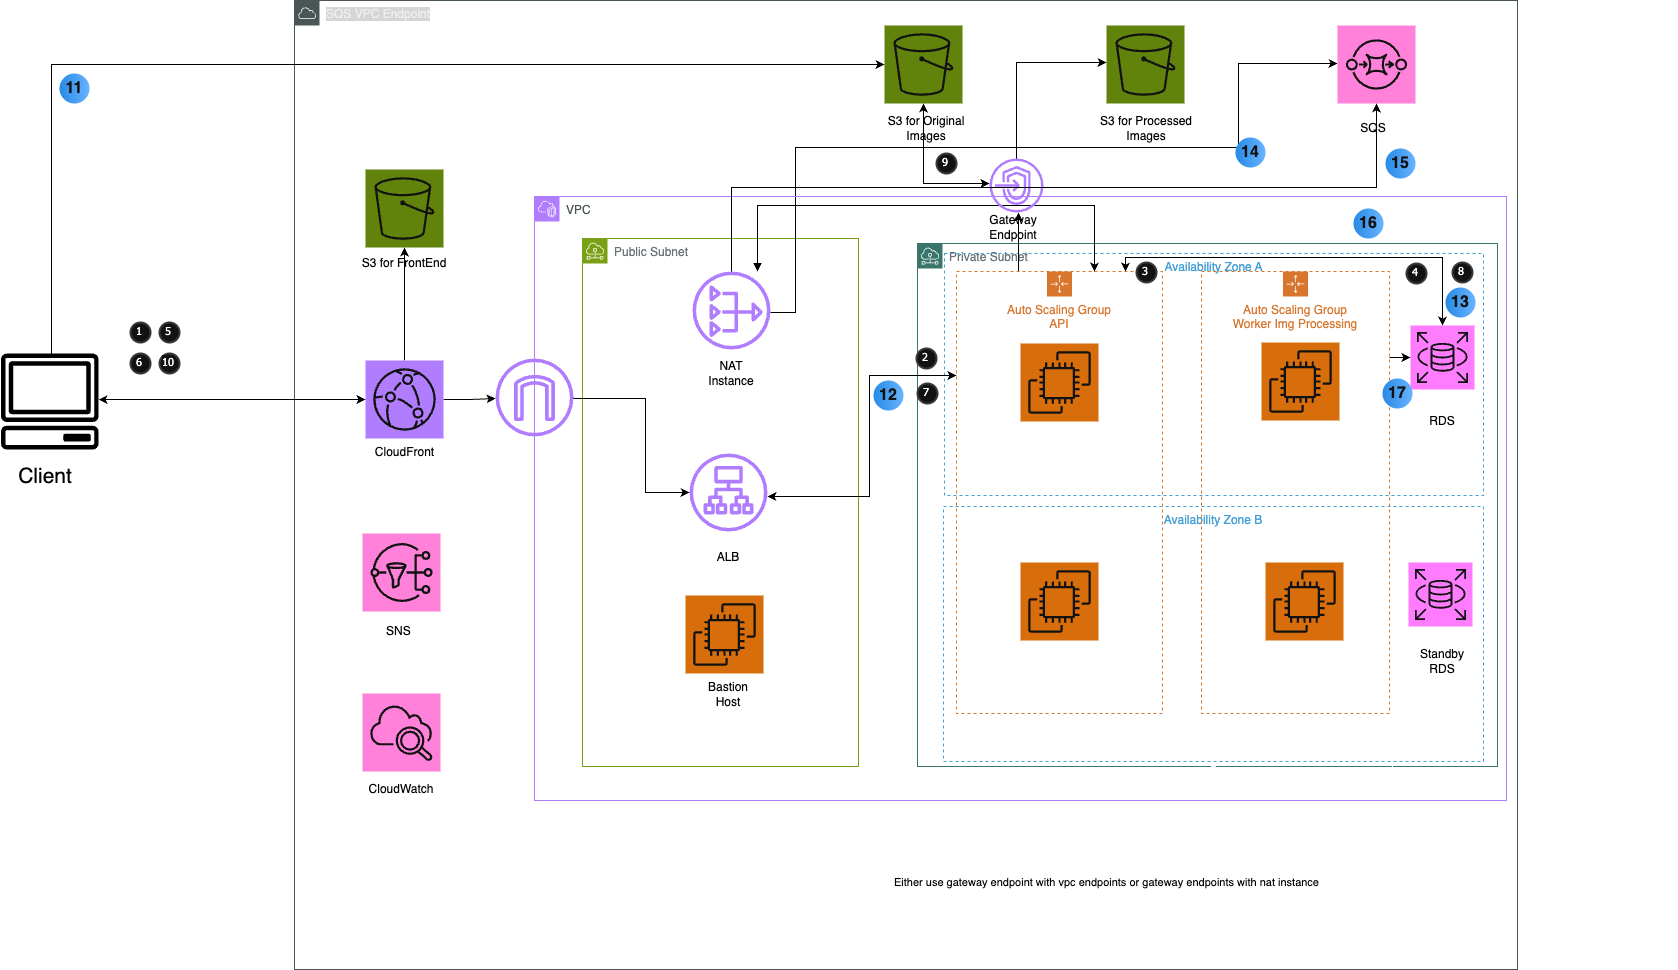 SQS VPC Endpoint
11
S3 for Original
Images
S3 for Processed
Images
SQS
14
15
9
VPC
Gateway
Endpoint
16
S3 for FrontEnd
Public Subnet
Private Subnet
Availability Zone A
3
4
8
13
Auto Scaling Group
API
Auto Scaling Group
Worker Img Processing
1
5
6
10
NAT
Instance
2
12
7
17
RDS
CloudFront
Client
Availability Zone B
ALB
SNS
Standby
RDS
Bastion
Host
CloudWatch
Either use gateway endpoint with vpc endpoints or gateway endpoints with nat instance